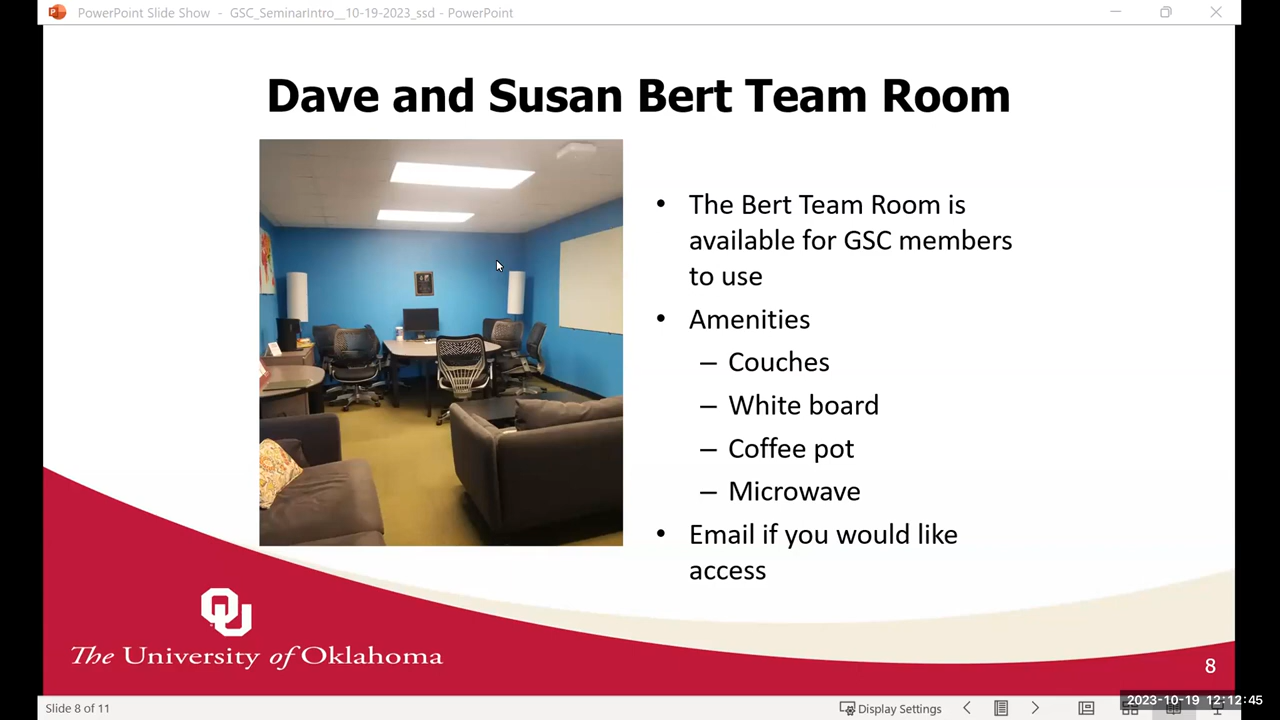 PowerPoint Slide Show - GSC_SeminarIntro__10-19-2023_ssd - PowerPoint
Dave and Susan Bert Team Room
• The Bert Team Room is
available for GSC members
to use
• Amenities
– Couches
– White board
– Coffee pot
– Microwave
• Email if you would like
access
OU
The University of Oklahoma
8
Slide 8 of 11
Display Settings
2023-10-19 12:12:45